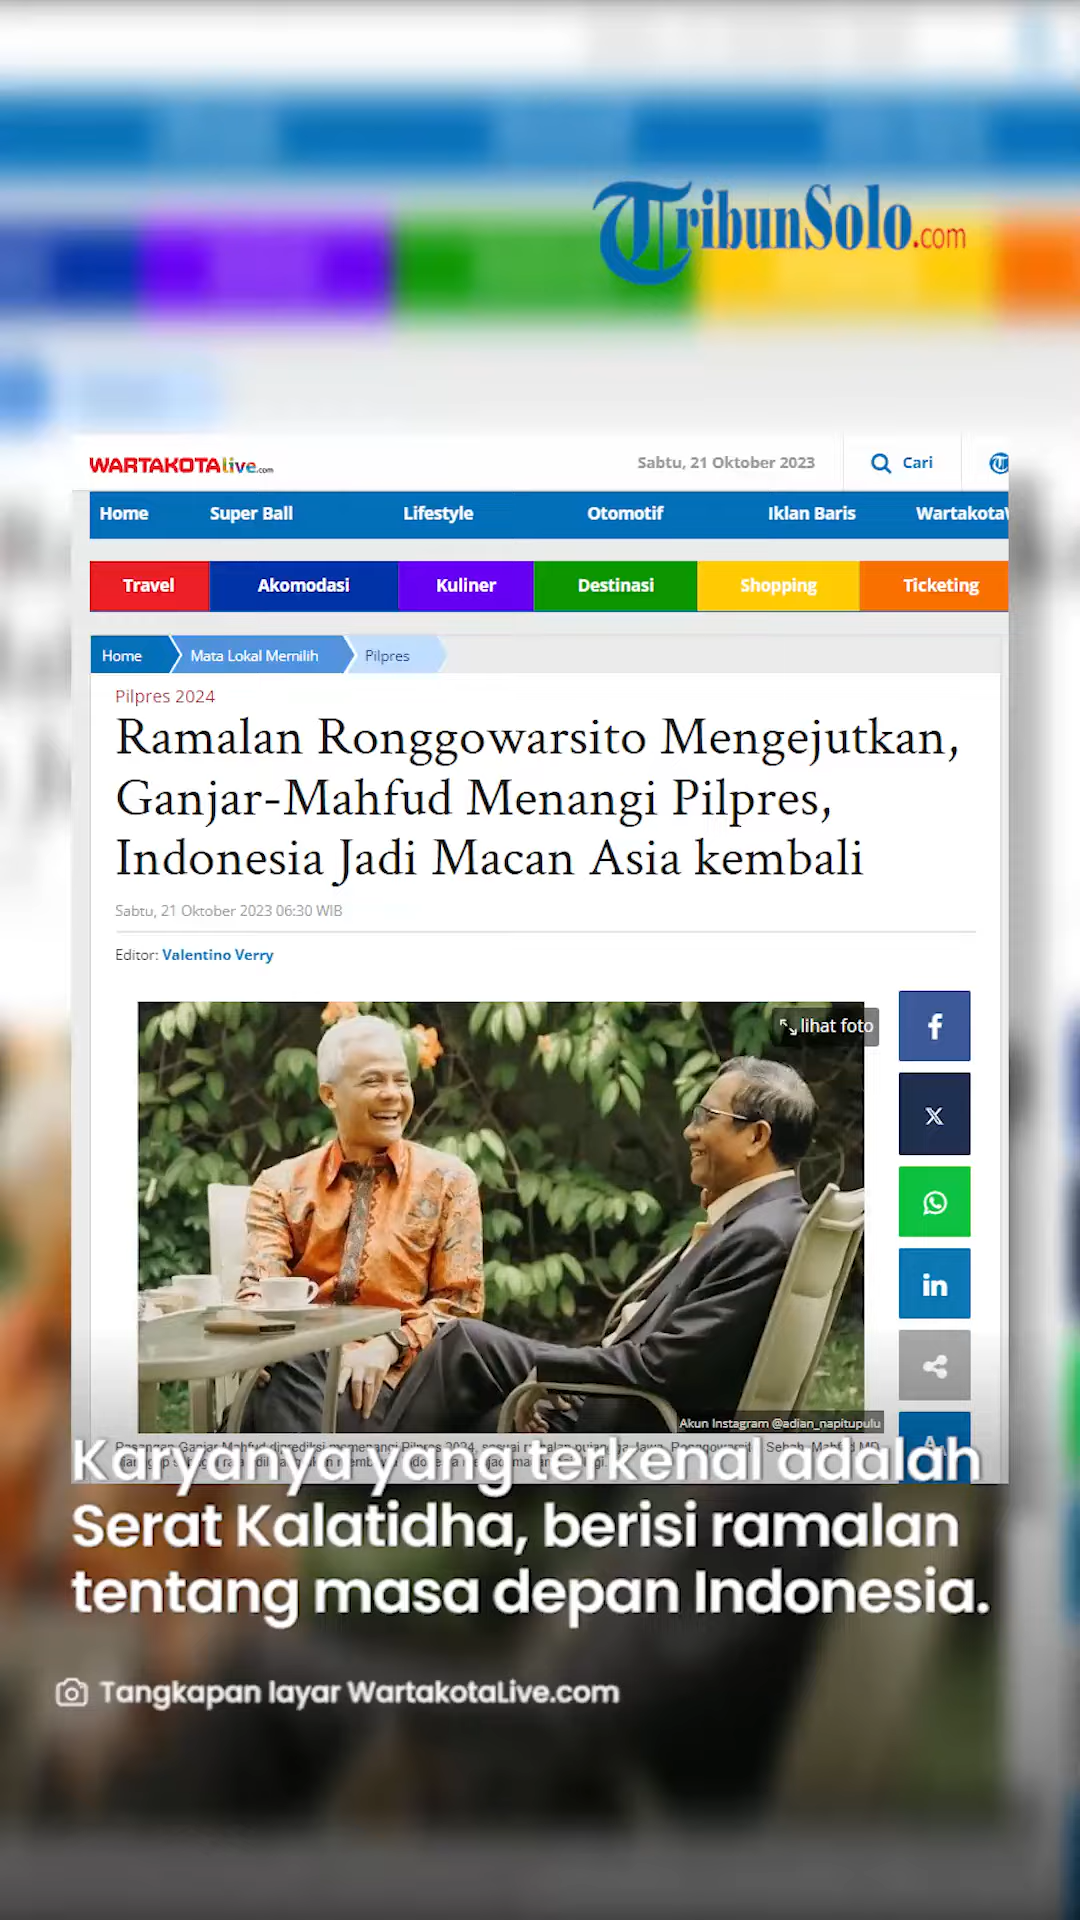 TribunSolo.com
WARTAKOTAlive.com
Sabtu, 21 Oktober 2023
Cari
Home Super Ball Lifestyle Otomotif Iklan Baris WartakotaV
Travel Akomodasi Kuliner Destinasi Shopping Ticketing
Home Mata Lokal Memilih Pilpres
Pilpres 2024
Ramalan Ronggowarsito Mengejutkan,
Ganjar-Mahfud Menangi Pilpres,
Indonesia Jadi Macan Asia kembali
Sabtu, 21 Oktober 2023 06:30 WIB
Editor: Valentino Verry
lihat foto
Akun Instagram @adian_napitupulu
Karyanya yang terkenal adalah
Serat Kalatidha, berisi ramalan
tentang masa depan Indonesia.
Tangkapan layar WartakotaLive.com